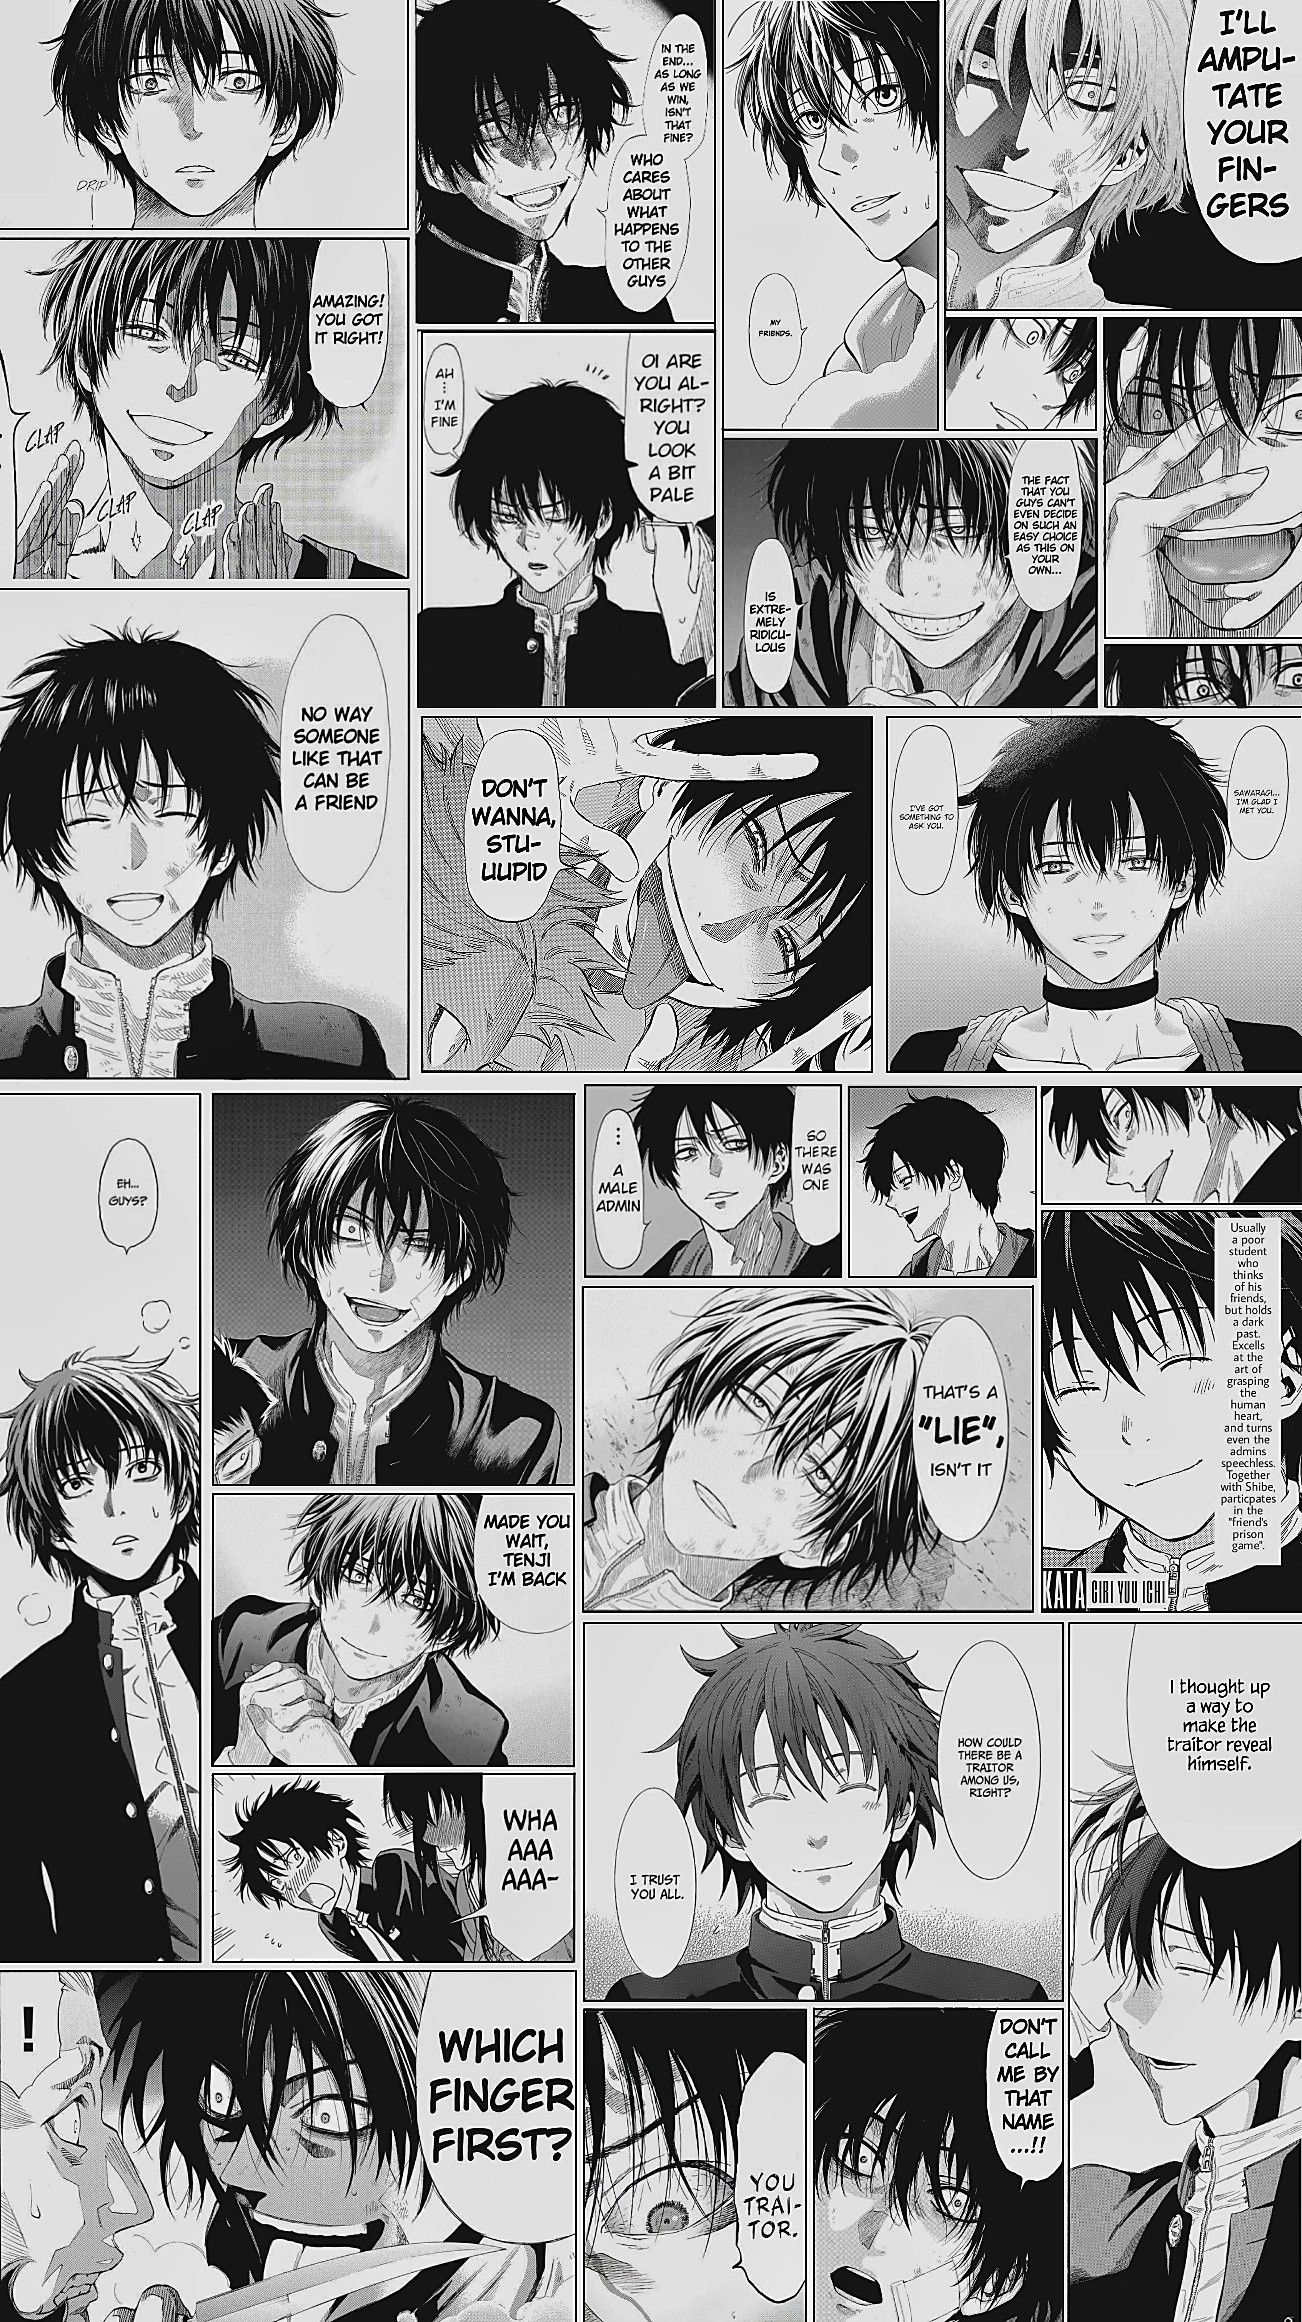 DRIP
IN THE
END...
AS LONG
AS WE
WIN,
ISN'T
THAT
FINE?
WHO
CARES
ABOUT
WHAT
HAPPENS
TO THE
OTHER
GUYS
MY
FRIENDS.
I'LL
AMPU-
TATE
YOUR
FIN-
GERS
AMAZING!
YOU GOT
IT RIGHT!
CLAP
CLAP
CLAP
OI ARE
YOU AL-
RIGHT?
YOU
LOOK
A BIT
PALE
AH
...
I'M
FINE
THE FACT
THAT YOU
GUYS CAN'T
EVEN DECIDE
ON SUCH AN
EASY CHOICE
AS THIS ON
YOUR
OWN...
IS
EXTRE-
MELY
RIDICU-
LOUS
NO WAY
SOMEONE
LIKE THAT
CAN BE
A FRIEND
DON'T
WANNA,
STU-
UUPID
SAWARAGI...
I'M GLAD I
MET YOU.
I'VE GOT
SOMETHING TO
ASK YOU.
EH...
GUYS?
SO
THERE
WAS
ONE
...
A
MALE
ADMIN
THAT'S A
"LIE",
ISN'T IT
Usually
a poor
student
who
thinks
of his
friends,
but holds
a dark
past.
Excells
at the
art of
grasping
the
human
heart,
and turns
even the
admins
speechless.
Together
with Shibe,
particpates
in the
"friend's
prison
game".
KATA GIRI YUU ICHI
MADE YOU
WAIT,
TENJI
I'M BACK
WHA
AAA
AAA-
HOW COULD
THERE BE A
TRAITOR
AMONG US,
RIGHT?
I TRUST
YOU ALL.
I thought up
a way to
make the
traitor reveal
himself.
!
WHICH
FINGER
FIRST?
YOU
TRAI-
TOR.
DON'T
CALL
ME BY
THAT
NAME
...!!